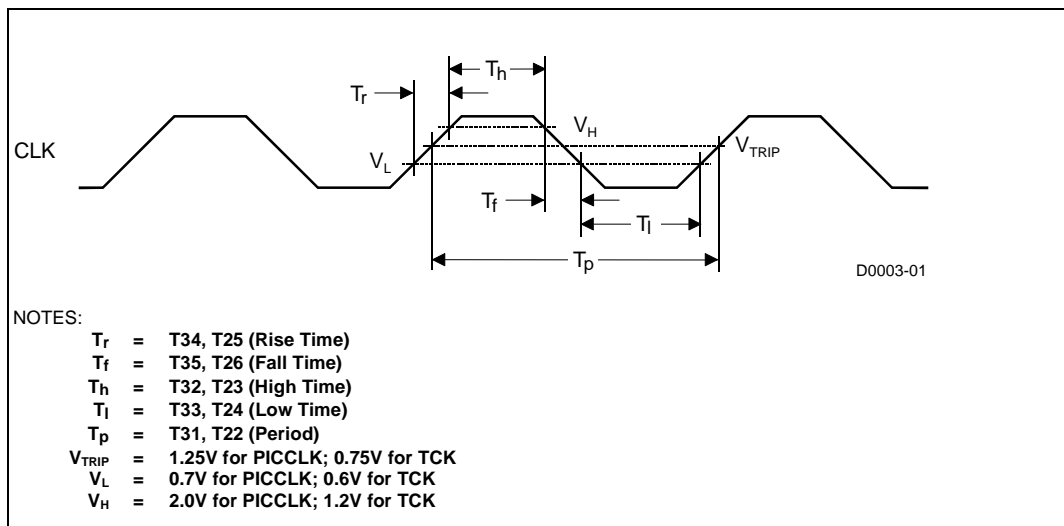 Th
Tr
VH
CLK
VTRIP
VL
Tf
Tl
Tp
D0003-01
NOTES:
Tr = T34, T25 (Rise Time)
Tf = T35, T26 (Fall Time)
Th = T32, T23 (High Time)
Tl = T33, T24 (Low Time)
Tp = T31, T22 (Period)
VTRIP = 1.25V for PICCLK; 0.75V for TCK
VL = 0.7V for PICCLK; 0.6V for TCK
VH = 2.0V for PICCLK; 1.2V for TCK